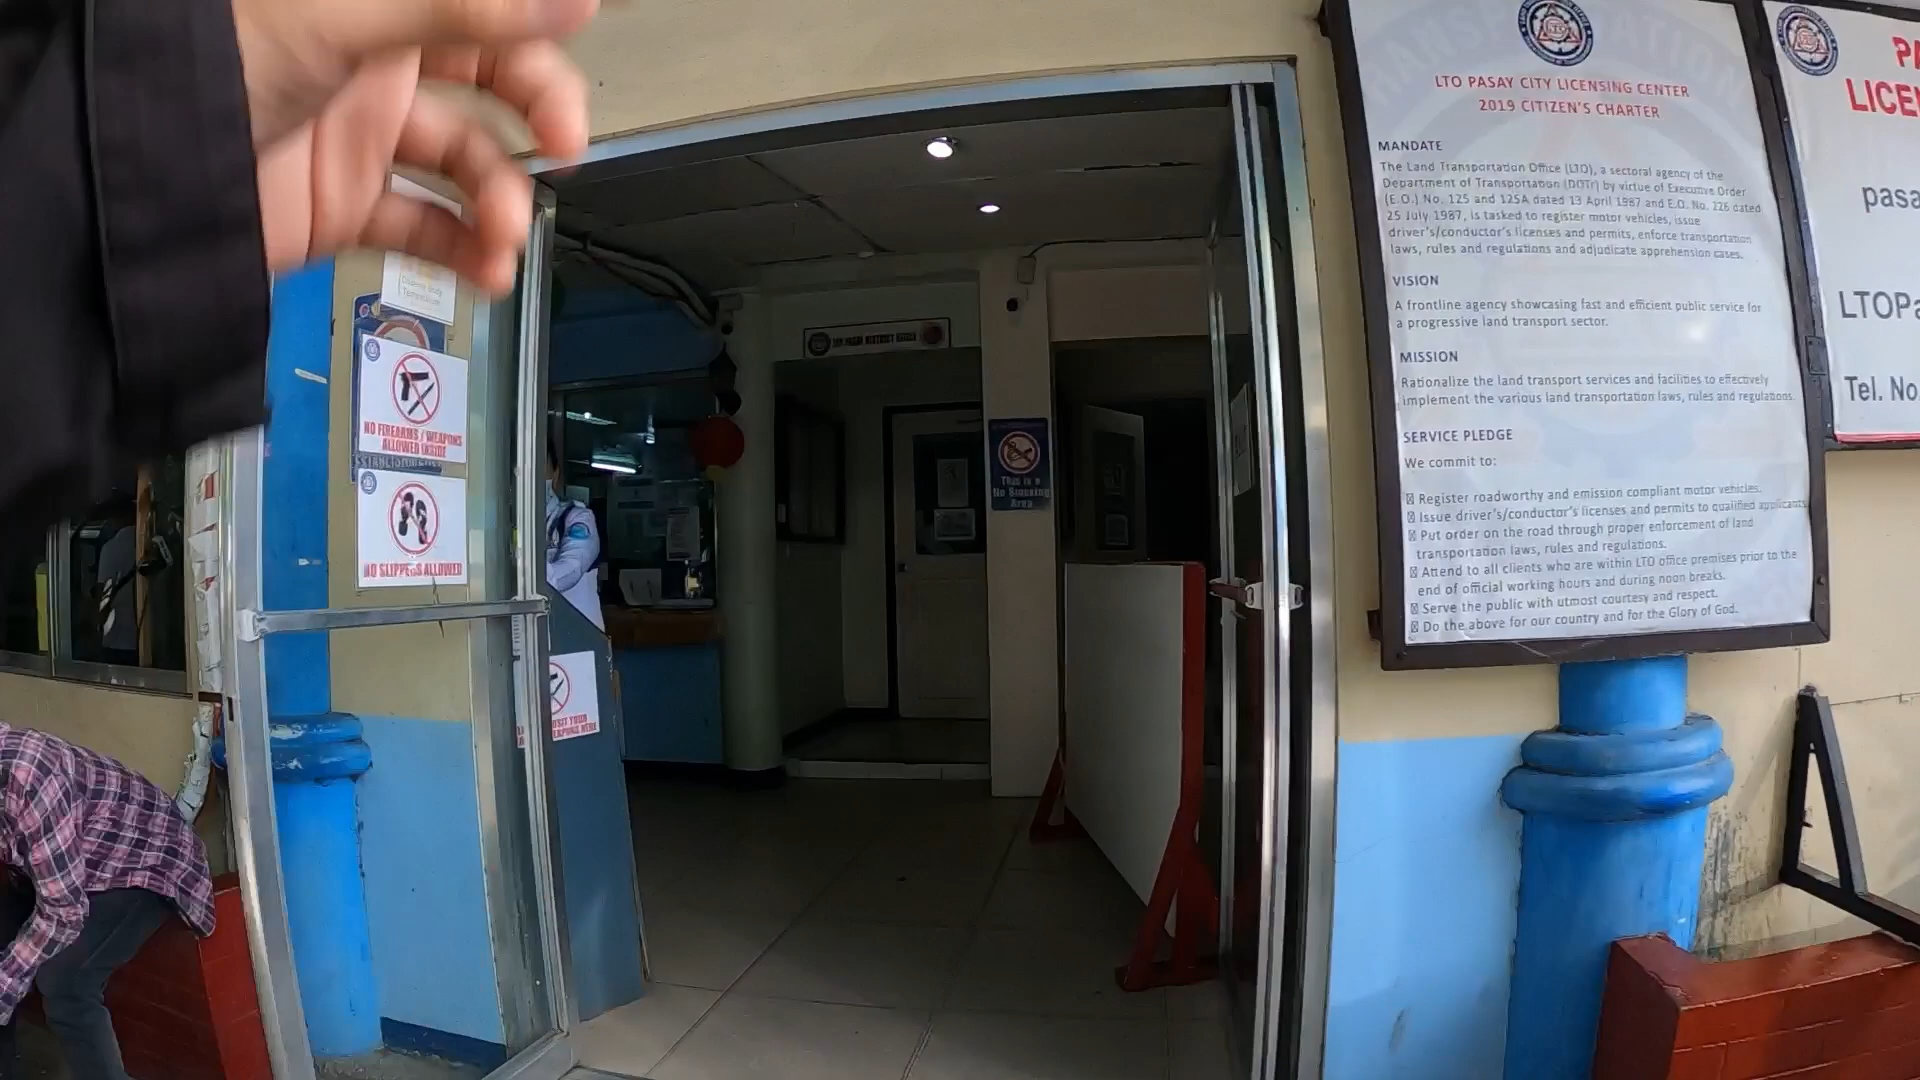 LTO PASAY CITY LICENSING CENTER
2019 CITIZEN'S CHARTER
MANDATE
The Land Transportation Office (LTO), a sectoral agency of the
Department of Transportation (DOTr) by virtue of Executive Order
(E.O.) No. 125 and 125A dated 13 April 1987 and E.O. No. 226 dated
25 July 1987, is tasked to register motor vehicles, issue
driver's/conductor's licenses and permits, enforce transportation
laws, rules and regulations and adjudicate apprehension cases.
VISION
A frontline agency showcasing fast and efficient public service for
a progressive land transport sector.
MISSION
Rationalize the land transport services and facilities to effectively
implement the various land transportation laws, rules and regulations.
SERVICE PLEDGE
We commit to:
Register roadworthy and emission compliant motor vehicles.
Issue driver's/conductor's licenses and permits to qualified applicants
Put order on the road through proper enforcement of land
transportation laws, rules and regulations.
Attend to all clients who are within LTO office premises prior to the
end of official working hours and during noon breaks.
Serve the public with utmost courtesy and respect.
Do the above for our country and for the Glory of God.
PA
LICEN
pasa
LTOPa
Tel. No.
Body
NO FIREARMS / WEAPONS
ALLOWED INSIDE
NO SLIPPERS ALLOWED
This is a
No Smoking
Area
YOUR
HERE